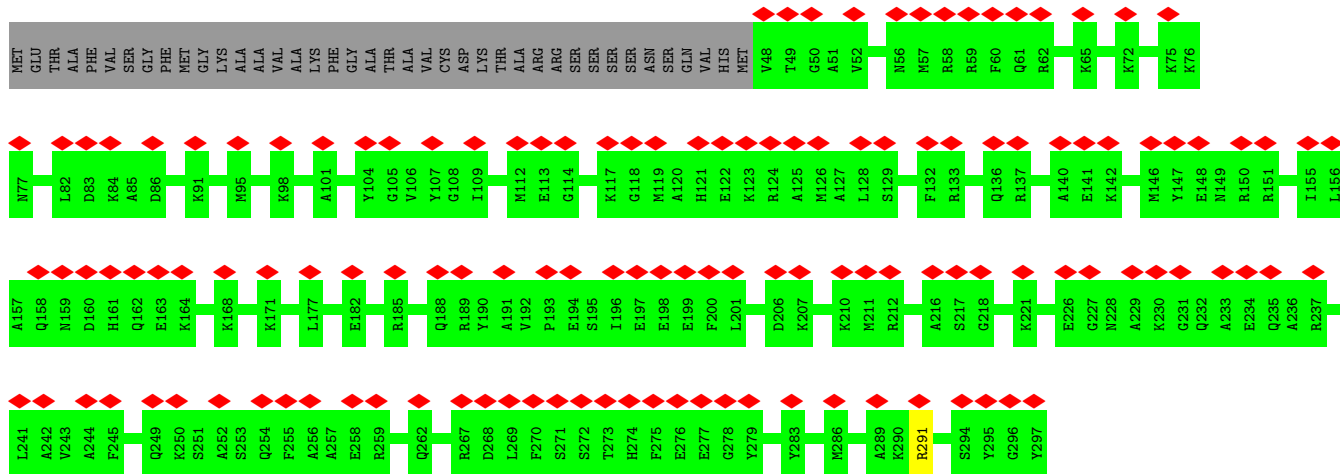 MET GLU THR ALA PHE VAL SER GLY PHE MET GLY LYS ALA ALA VAL ALA LYS PHE GLY ALA THR ALA VAL CYS ASP LYS THR ALA ARG ARG SER SER SER SER ASN SER GLN VAL HIS MET V48 T49 G50 A51 V52 N56 M57 R58 R59 F60 Q61 R62 K65 K72 K75 K76
N77 L82 D83 K84 A85 D86 K91 M95 K98 A101 Y104 G105 V106 Y107 G108 I109 M112 E113 G114 K117 G118 M119 A120 H121 E122 K123 R124 A125 M126 A127 L128 S129 F132 R133 Q136 R137 A140 E141 K142 M146 Y147 E148 N149 R150 R151 I155 L156
A157 Q158 N159 D160 H161 Q162 E163 K164 K168 K171 L177 E182 R185 Q188 R189 Y190 A191 V192 P193 E194 S195 I196 E197 E198 E199 F200 L201 D206 K207 K210 M211 R212 A216 S217 G218 K221 E226 G227 N228 A229 K230 G231 Q232 A233 E234 Q235 A236 R237
L241 A242 V243 A244 F245 Q249 K250 S251 A252 S253 Q254 F255 A256 A257 E258 R259 Q262 R267 D268 L269 F270 S271 S272 T273 H274 F275 E276 E277 G278 Y279 Y283 M286 A289 K290 R291 S294 Y295 G296 Y297